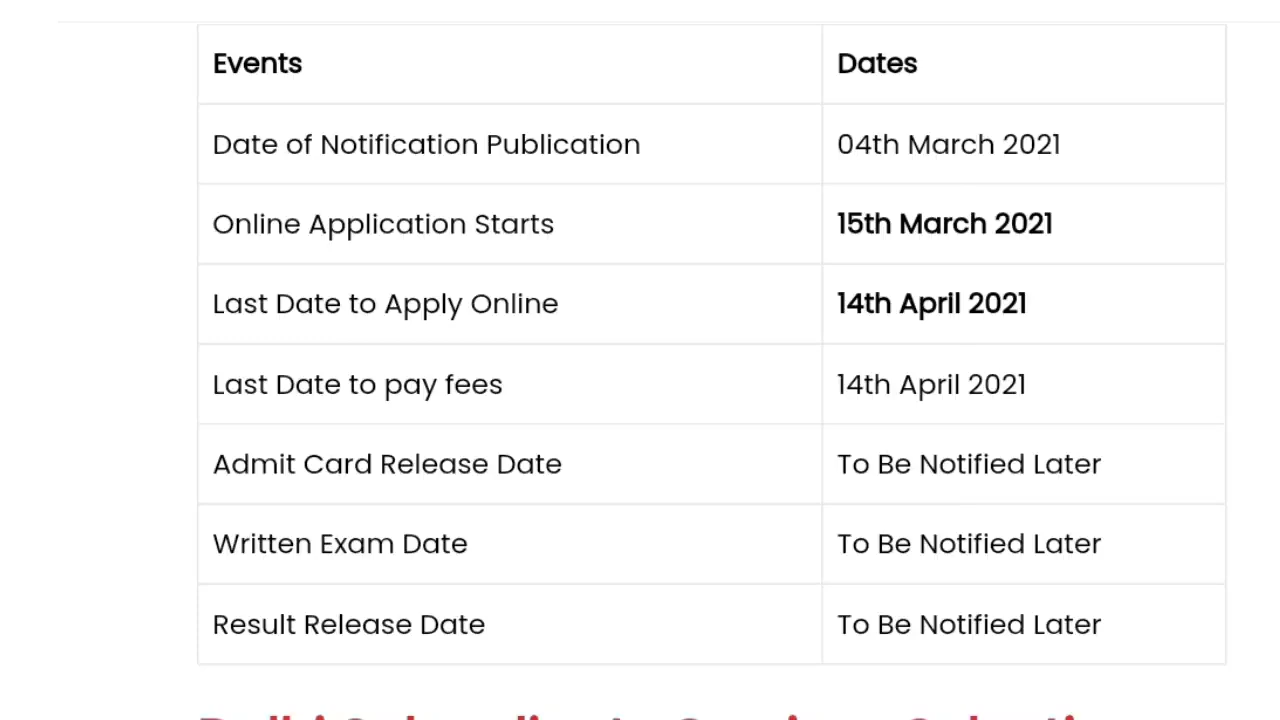 Events Dates
Date of Notification Publication 04th March 2021
Online Application Starts 15th March 2021
Last Date to Apply Online 14th April 2021
Last Date to pay fees 14th April 2021
Admit Card Release Date To Be Notified Later
Written Exam Date To Be Notified Later
Result Release Date To Be Notified Later